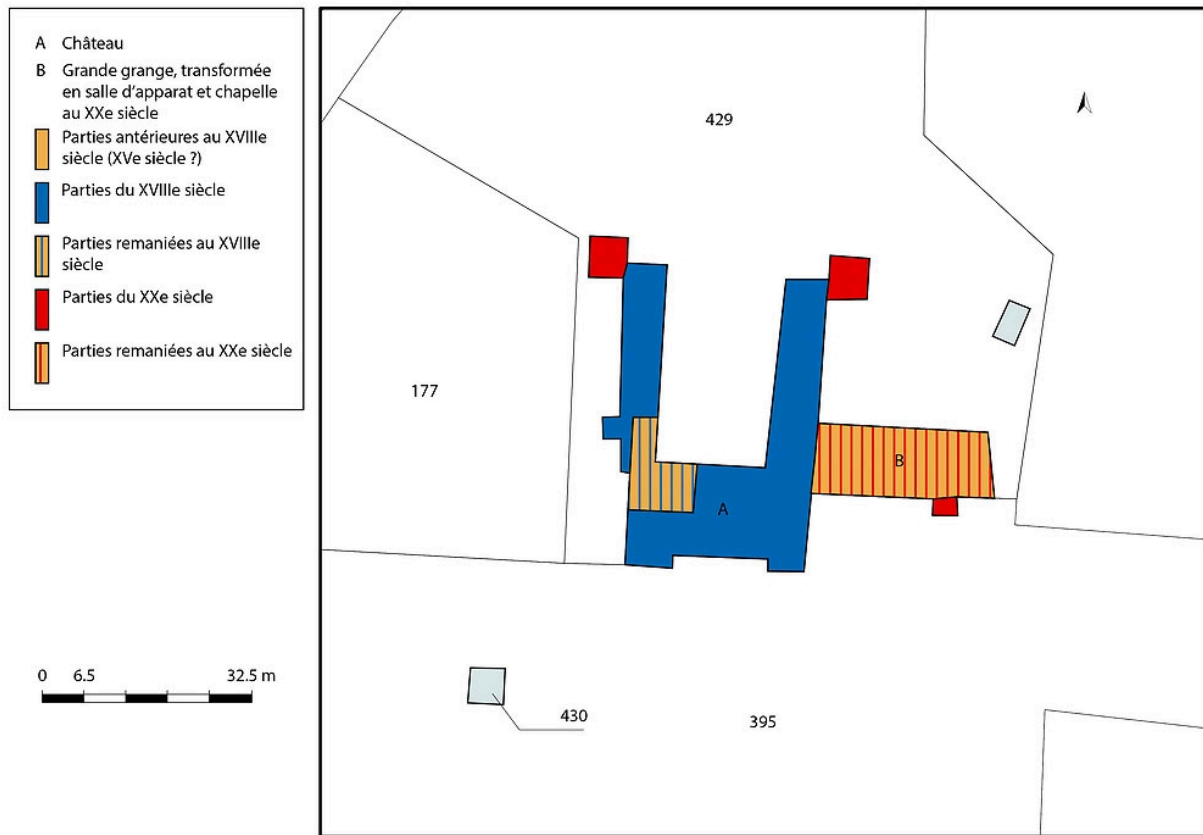 A Château
B Grande grange, transformée
en salle d'apparat et chapelle
au XXe siècle
Parties antérieures au XVIIIe
siècle (XVe siècle ?)
Parties du XVIIIe siècle
Parties remaniées au XVIIIe
siècle
Parties du XXe siècle
Parties remaniées au XXe siècle
0 6.5 32.5 m
429
177
B
A
430
395